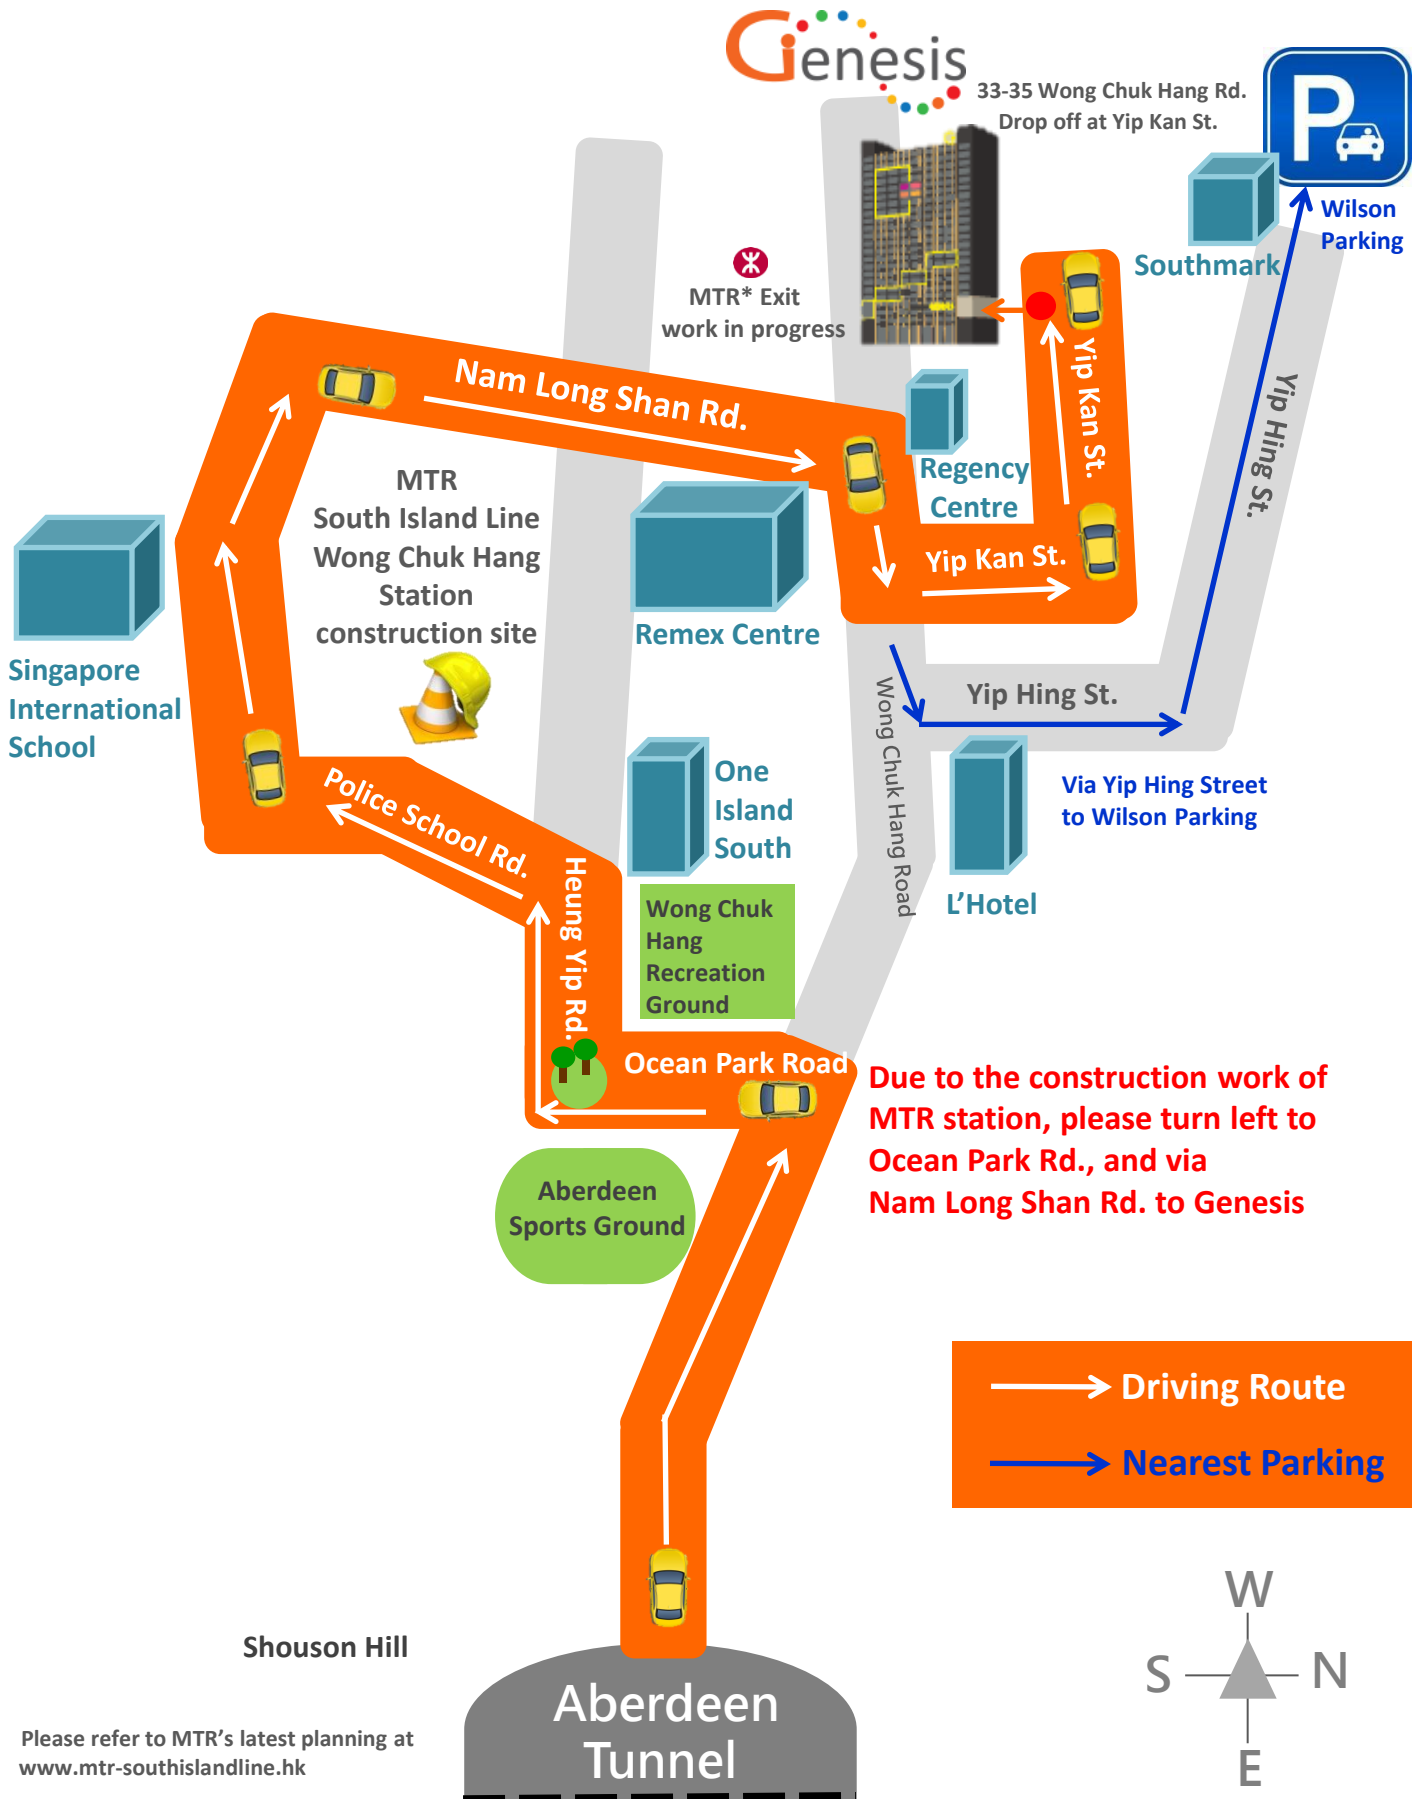 Genesis
33-35 Wong Chuk Hang Rd.
Drop off at Yip Kan St.
P
Wilson
Parking
Southmark
MTR* Exit
work in progress
Nam Long Shan Rd.
Yip Kan St.
Yip Hing St.
Regency
Centre
MTR
South Island Line
Wong Chuk Hang
Station
construction site
Yip Kan St.
Remex Centre
Singapore
International
School
Yip Hing St.
Wong Chuk Hang Road
One
Island
South
Via Yip Hing Street
to Wilson Parking
Police School Rd.
L'Hotel
Heung Yip Rd.
Wong Chuk
Hang
Recreation
Ground
Ocean Park Road
Due to the construction work of
MTR station, please turn left to
Ocean Park Rd., and via
Nam Long Shan Rd. to Genesis
Aberdeen
Sports Ground
Driving Route
Nearest Parking
W
S
N
E
Shouson Hill
Aberdeen
Tunnel
Please refer to MTR's latest planning at
www.mtr-southislandline.hk